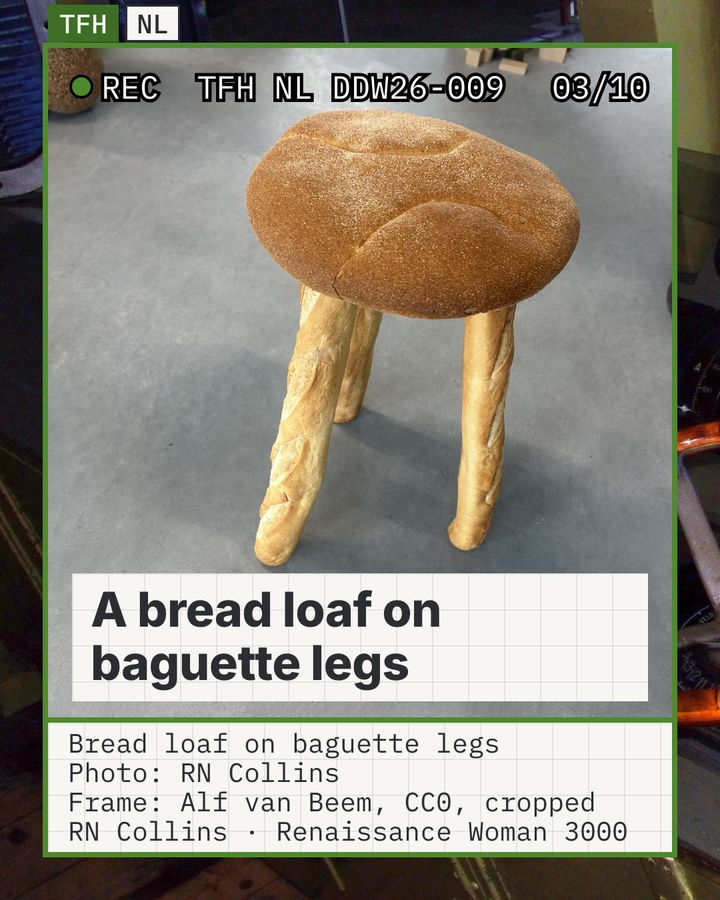 TFH NL
REC TFH NL DDW26-009 03/10
A bread loaf on
baguette legs
Bread loaf on baguette legs
Photo: RN Collins
Frame: Alf van Beem, CC0, cropped
RN Collins · Renaissance Woman 3000